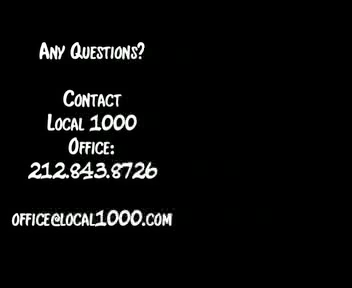 Any Questions?
Contact
Local 1000
Office:
212.843.8726
office@local1000.com